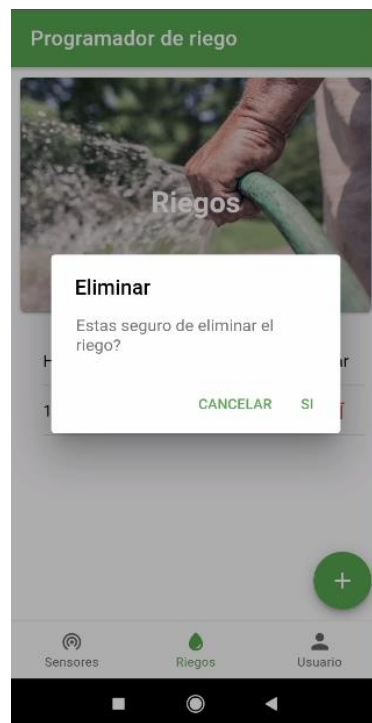 Programador de riego
Riegos
Eliminar
Estas seguro de eliminar el
riego?
CANCELAR SI
Sensores Riegos Usuario